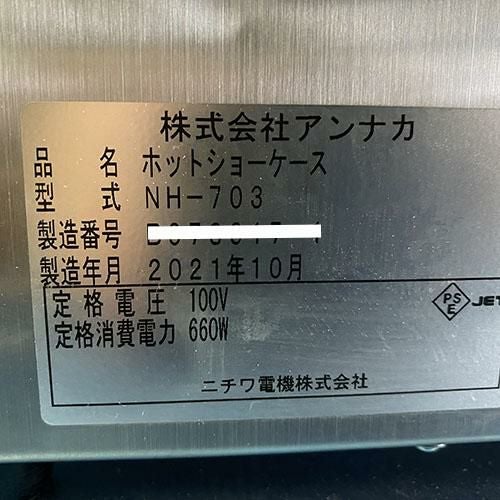 株式会社アンナカ
品 名 ホットショーケース
型 式 NH-703
製造番号
製造年月 2021年10月
定格電圧 100V
定格消費電力 660W
PSE JET
ニチワ電機株式会社